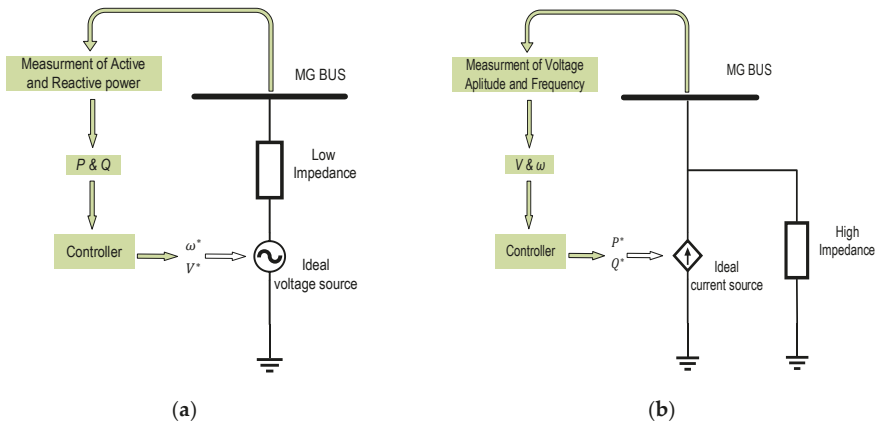 Measurment of Active
and Reactive power
MG BUS
P & Q
Low
Impedance
Controller
ω*
V*
Ideal
voltage source
(a)
Measurment of Voltage
Aplitude and Frequency
MG BUS
V & ω
Controller
P*
Q*
Ideal
current source
High
Impedance
(b)